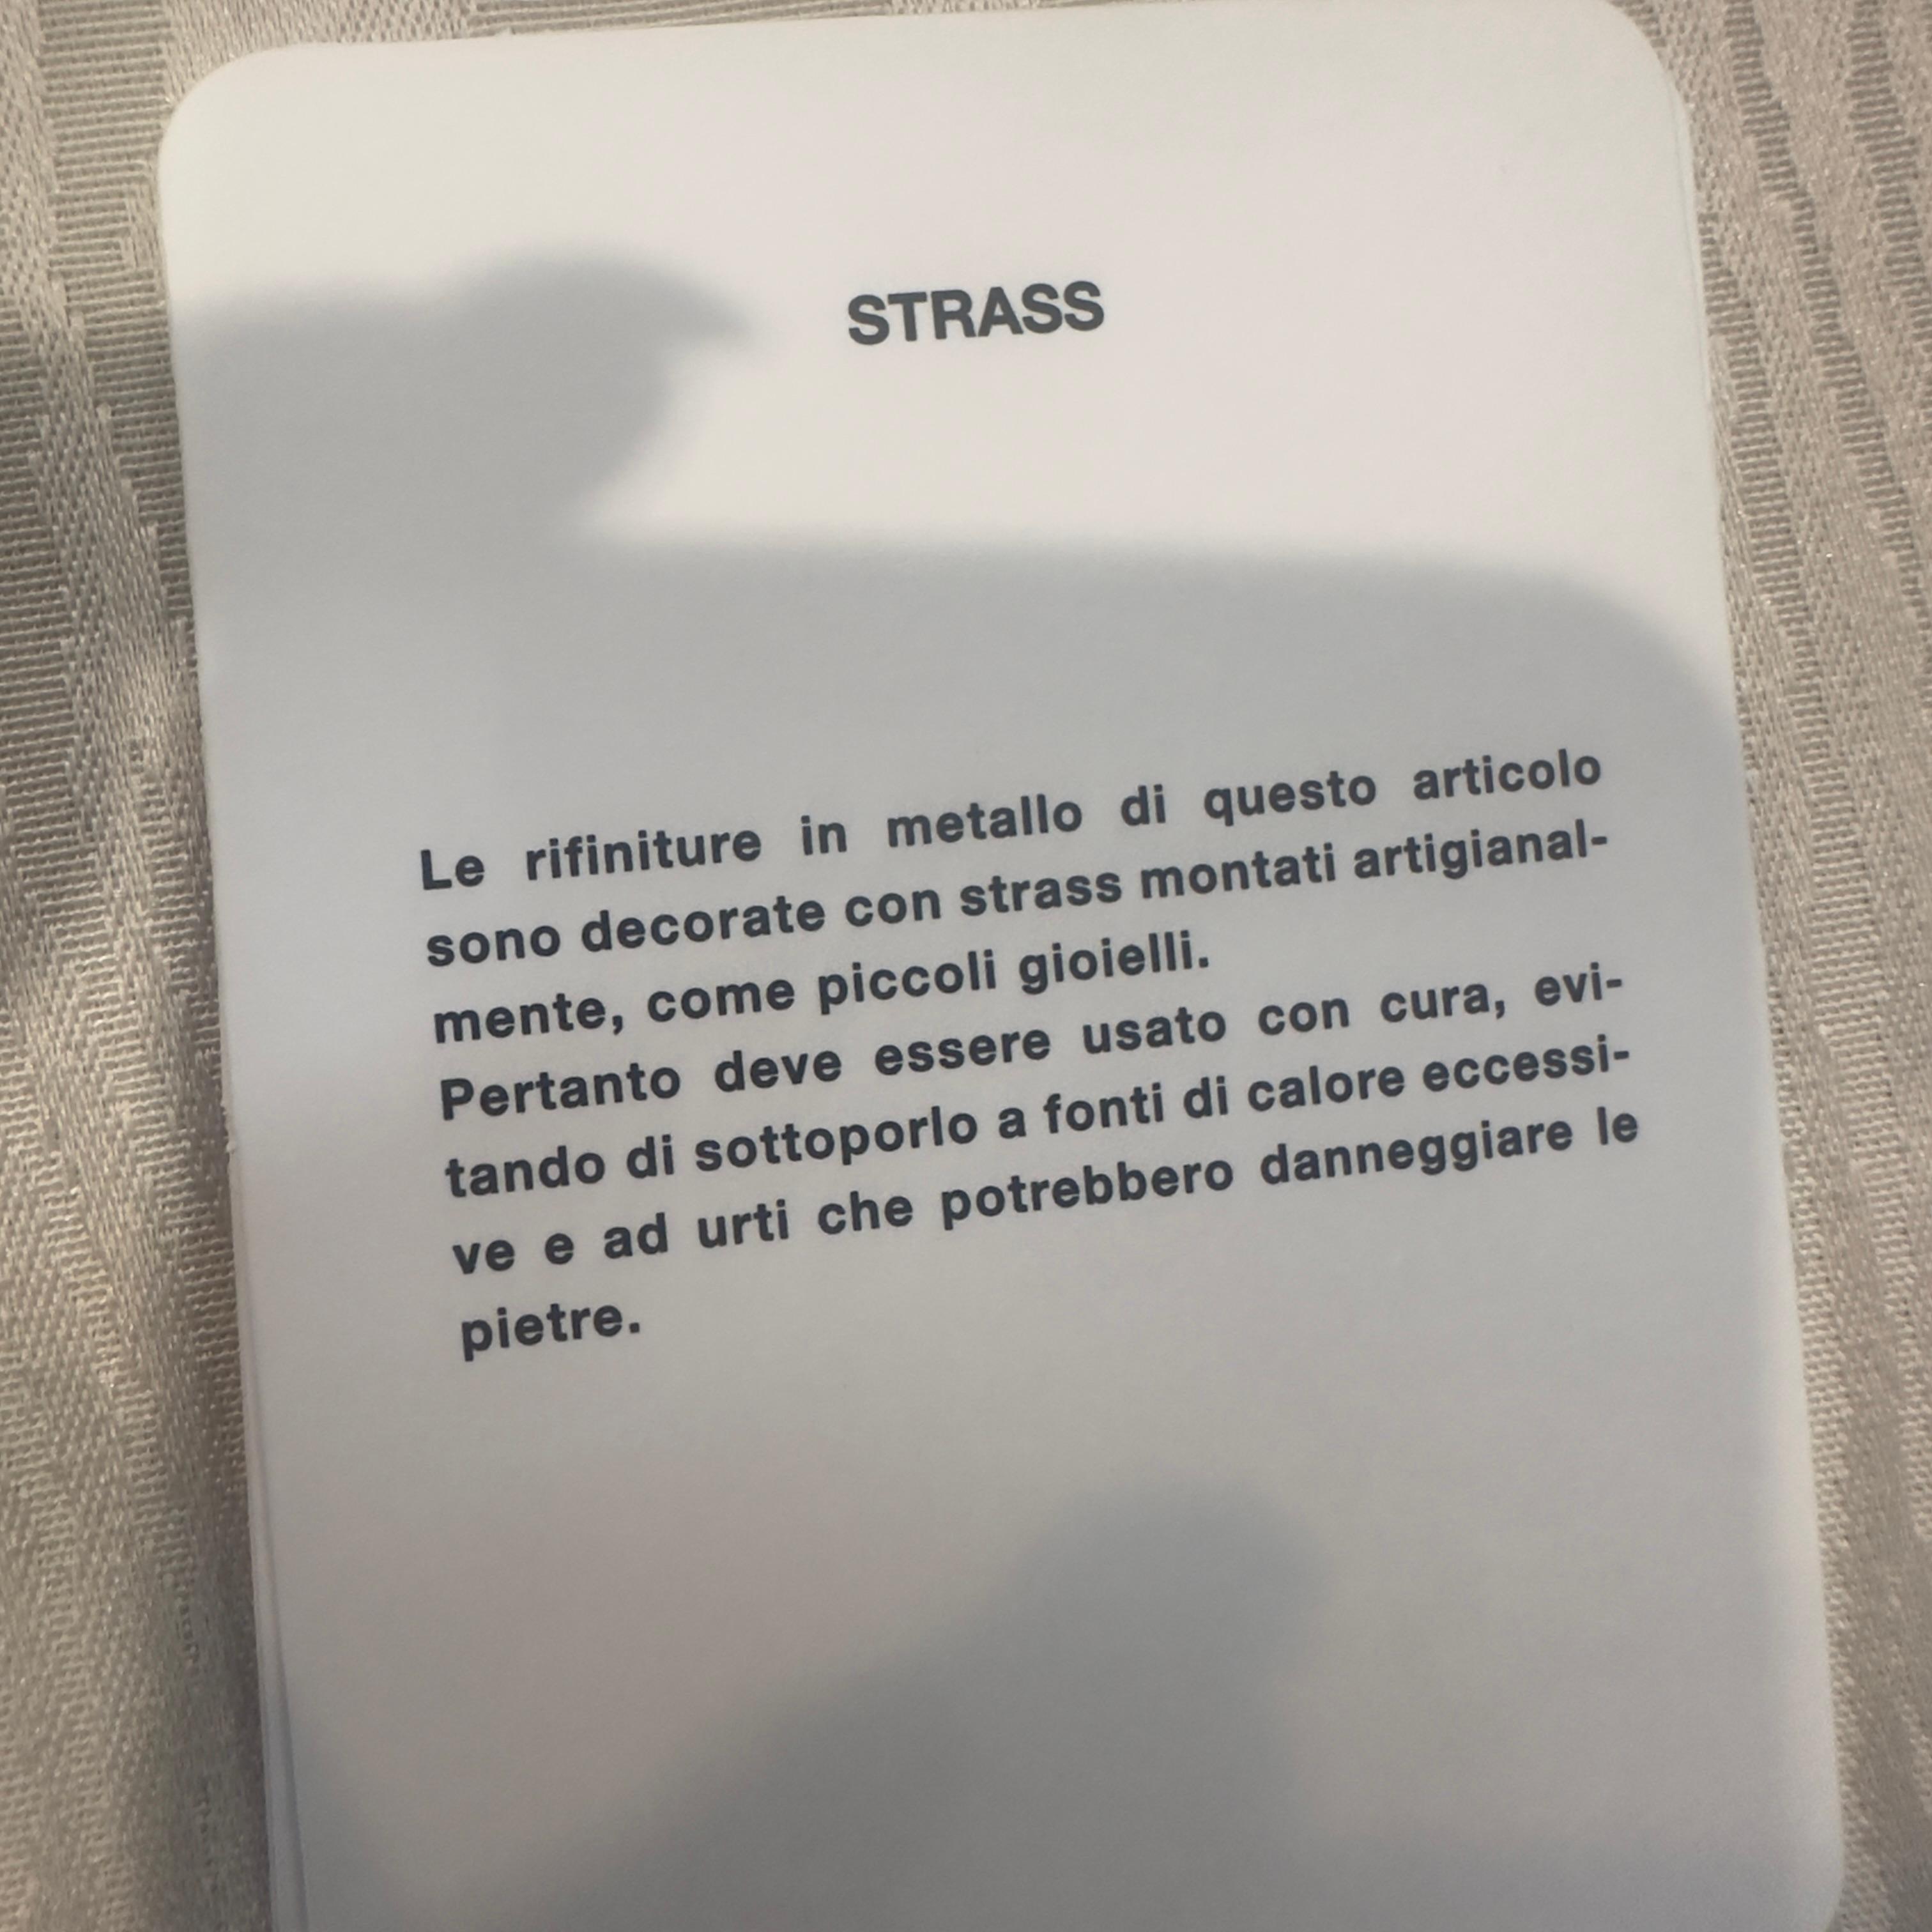 STRASS
Le rifiniture in metallo di questo articolo
sono decorate con strass montati artigianal-
mente, come piccoli gioielli.
Pertanto deve essere usato con cura, evi-
tando di sottoporlo a fonti di calore eccessi-
ve e ad urti che potrebbero danneggiare le
pietre.